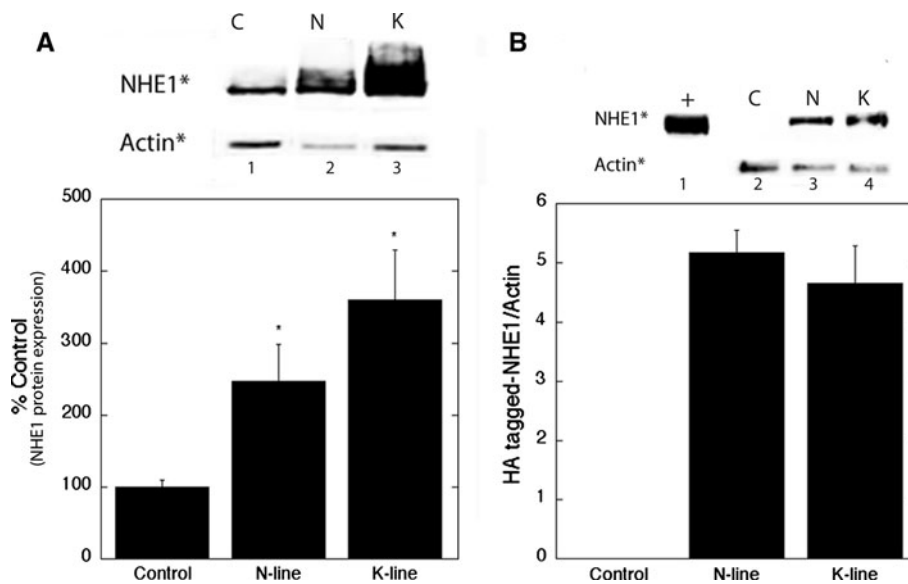 A
C N K
NHE1*
Actin*
1 2 3
500
400
300
200
100
0
% Control
(NHE1 protein expression)
*
*
Control N-line K-line
B
+ C N K
NHE1*
Actin*
1 2 3 4
6
5
4
3
2
1
0
HA tagged-NHE1/Actin
Control N-line K-line